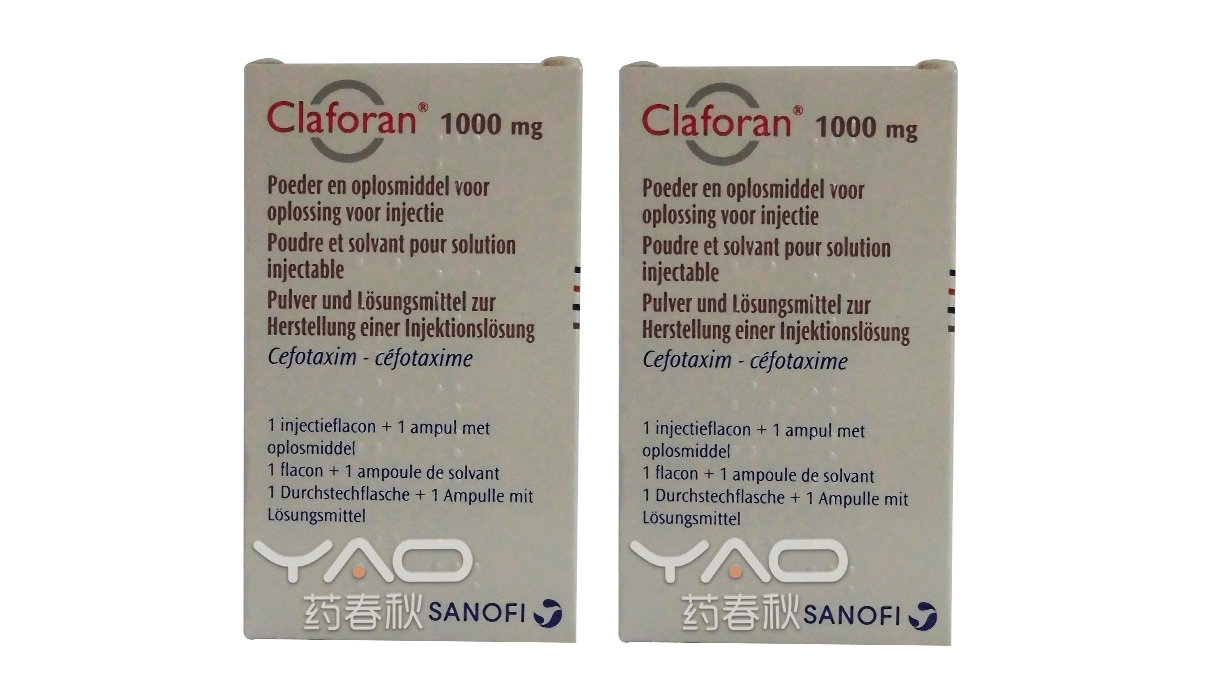 Claforan® 1000 mg
Poeder en oplosmiddel voor
oplossing voor injectie
Poudre et solvant pour solution
injectable
Pulver und Lösungsmittel zur
Herstellung einer Injektionslösung
Cefotaxim - céfotaxime
1 injectieflacon + 1 ampul met
oplosmiddel
1 flacon + 1 ampoule de solvant
1 Durchstechflasche + 1 Ampulle mit
Lösungsmittel
YAO
药春秋 SANOFI
Claforan® 1000 mg
Poeder en oplosmiddel voor
oplossing voor injectie
Poudre et solvant pour solution
injectable
Pulver und Lösungsmittel zur
Herstellung einer Injektionslösung
Cefotaxim - céfotaxime
1 injectieflacon + 1 ampul met
oplosmiddel
1 flacon + 1 ampoule de solvant
1 Durchstechflasche + 1 Ampulle mit
Lösungsmittel
YAO
药春秋 SANOFI